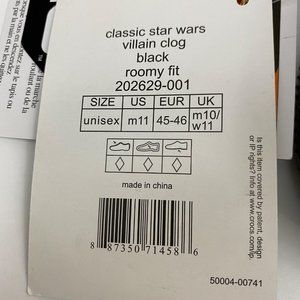 classic star wars
villain clog
black
roomy fit
202629-001
SIZE US EUR UK
unisex m11 45-46 m10/
w11
made in china
8 87350 71458 6
50004-00741
Is this item covered by patent, design
or IP rights? Info at www.crocs.com/ip.